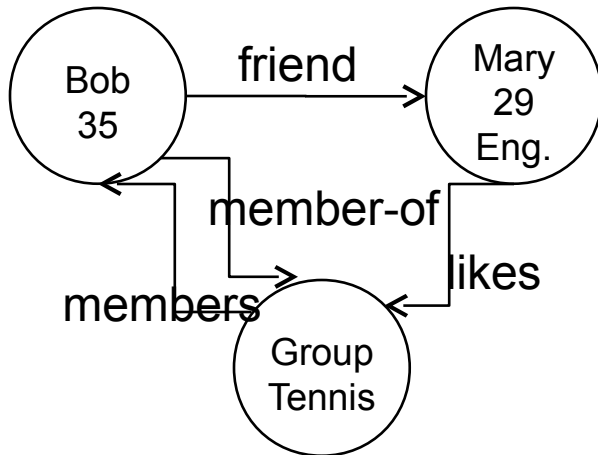 Bob
35
friend
Mary
29
Eng.
member-of
likes
members
Group
Tennis